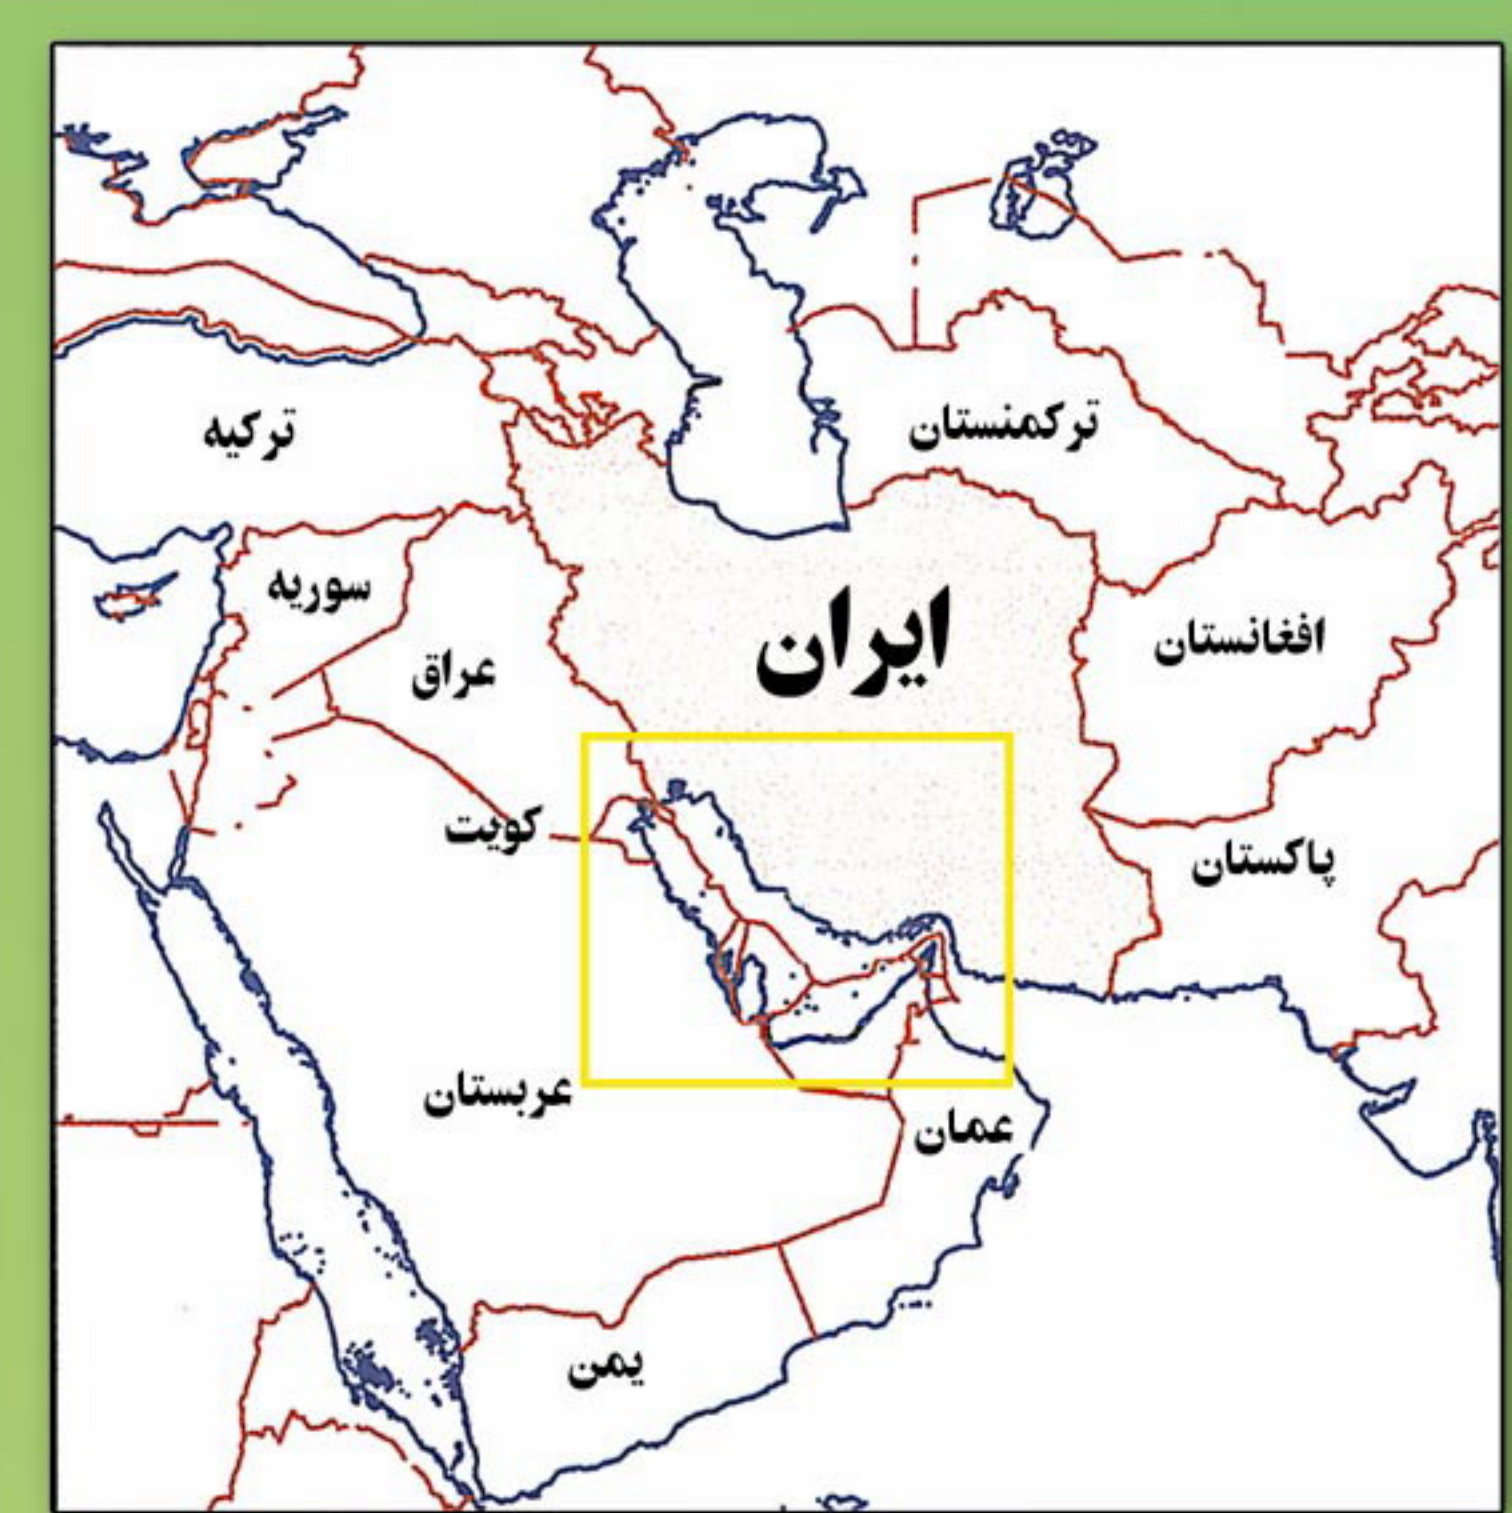 ترکیه
ترکمنستان
سوریه
ایران
افغانستان
عراق
کویت
پاکستان
عربستان
عمان
یمن